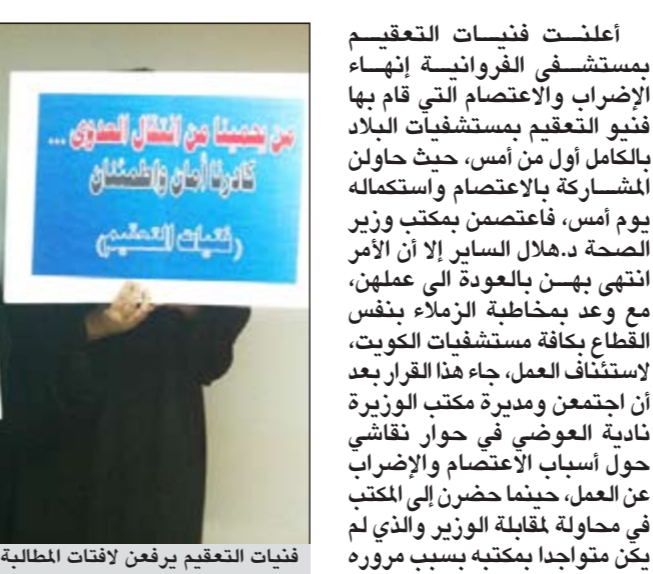 أعلنت فنيات التعقيم
بمستشفى الفروانية إنهاء
الإضراب والاعتصام التي قام بها
فنيو التعقيم بمستشفيات البلاد
بالكامل أول من أمس، حيث حاولن
المشاركة بالاعتصام واستكماله
يوم أمس، فاعتصمن بمكتب وزير
الصحة د.هلال الساير إلا أن الأمر
انتهى بهن بالعودة الى عملهن،
مع وعد بمخاطبة الزملاء بنفس
القطاع بكافة مستشفيات الكويت،
لاستئناف العمل، جاء هذا القرار بعد
أن اجتمعن ومديرة مكتب الوزيرة
نادية العوضي في حوار نقاشي
حول أسباب الاعتصام والإضراب
عن العمل، حينما حضرن إلى المكتب
في محاولة لمقابلة الوزير والذي لم
يكن متواجدا بمكتبه بسبب مروره
من يحمينا من انتقال العدوى ...
كادرنا أمان واطمئنان
(فنيات التعقيم)
فنيات التعقيم يرفعن لافتات المطالبة